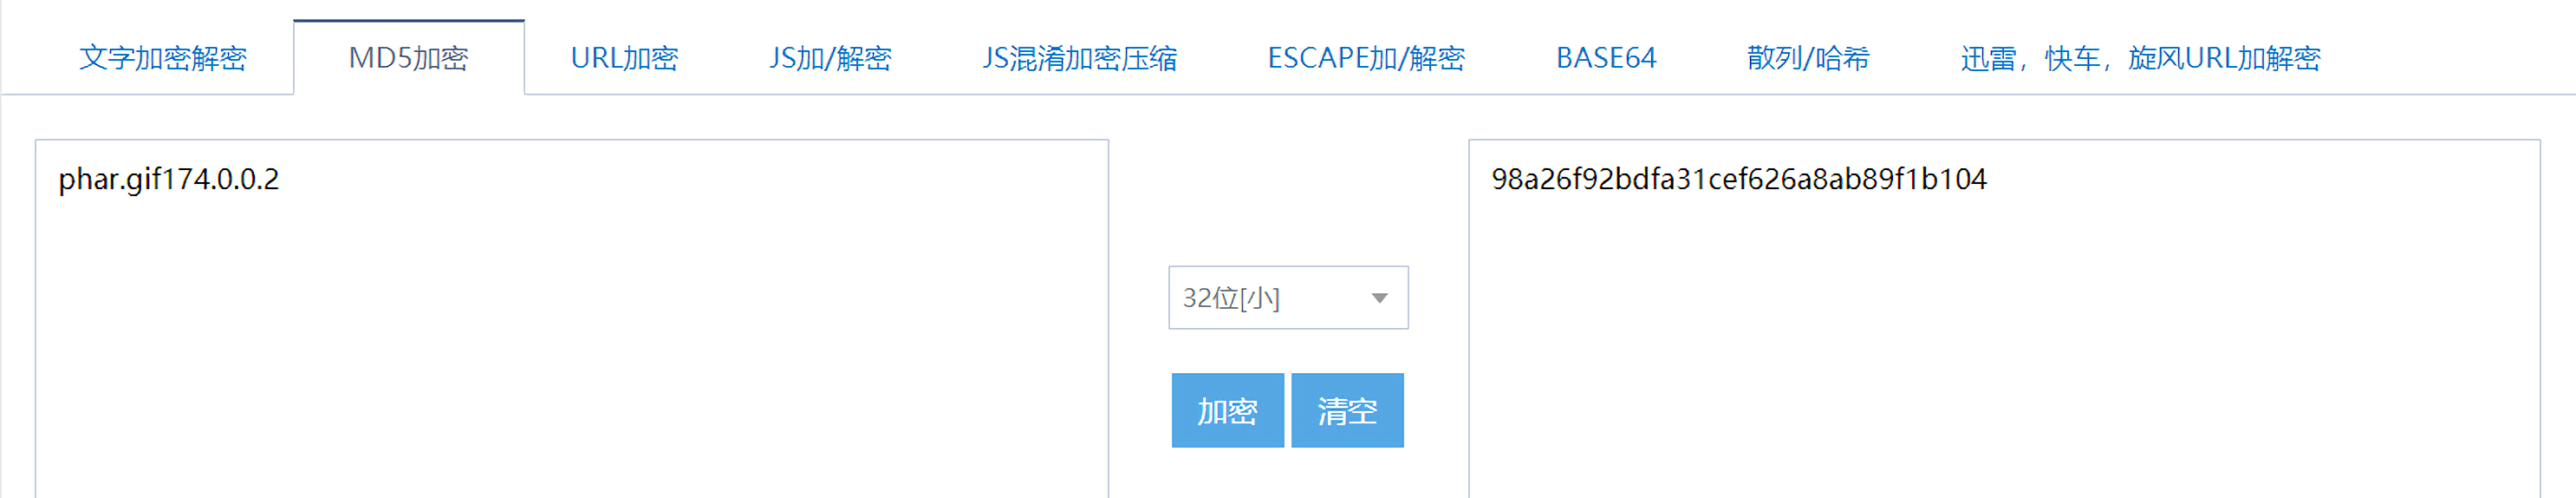 文字加密解密 MD5加密 URL加密 JS加/解密 JS混淆加密压缩 ESCAPE加/解密 BASE64 散列/哈希 迅雷，快车，旋风URL加解密
phar.gif174.0.0.2
98a26f92bdfa31cef626a8ab89f1b104
32位[小]
加密 清空